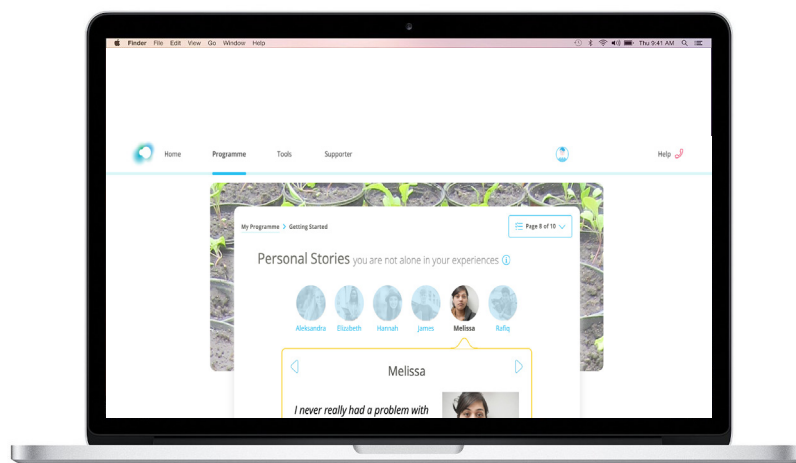 Finder File Edit View Go Window Help Thu 9:41 AM
Home Programme Tools Supporter Help
My Programme > Getting Started Page 8 of 10
Personal Stories you are not alone in your experiences
Aleksandra Elizubeth Hannah James Melissa Rafiq
Melissa
I never really had a problem with